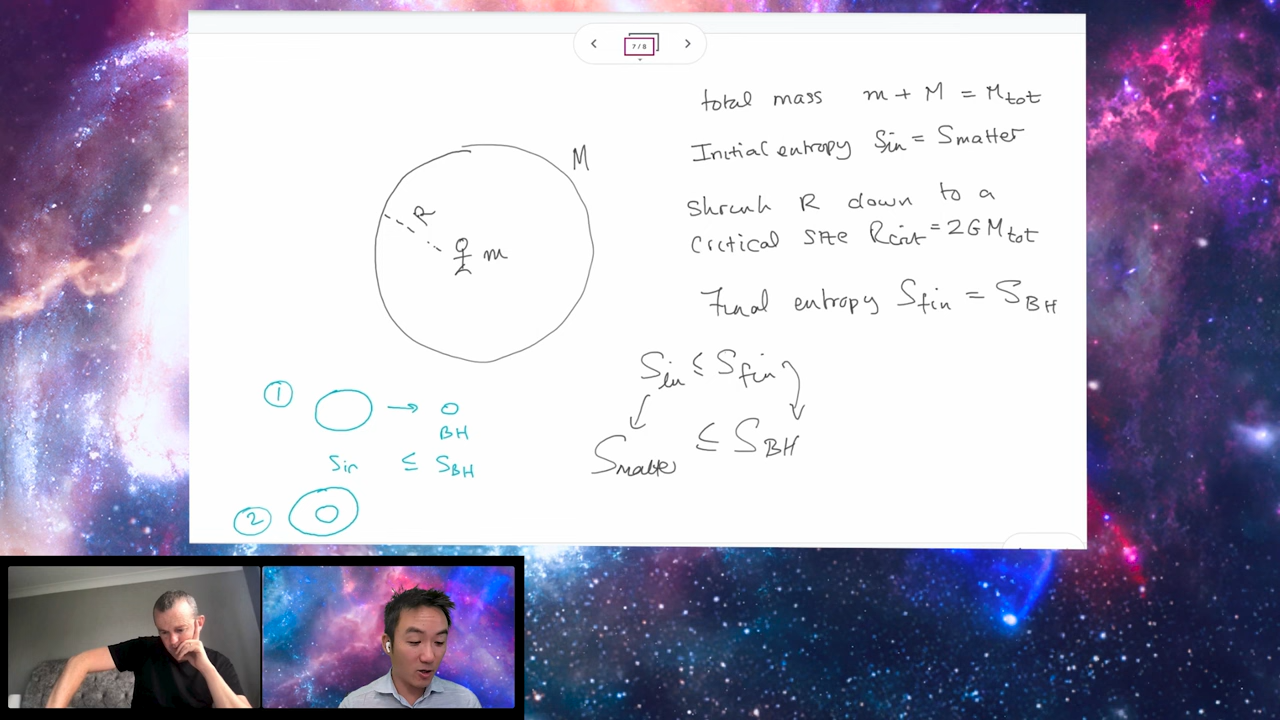 7 / 8
total mass m + M = Mtot
Initial entropy Sin = Smatter
Shrink R down to a
critical size Rcrit = 2GMtot
Final entropy Sfin = SBH
Sin ≤ Sfin
Smatter ≤ SBH
M
R
m
1
BH
Sin ≤ SBH
2